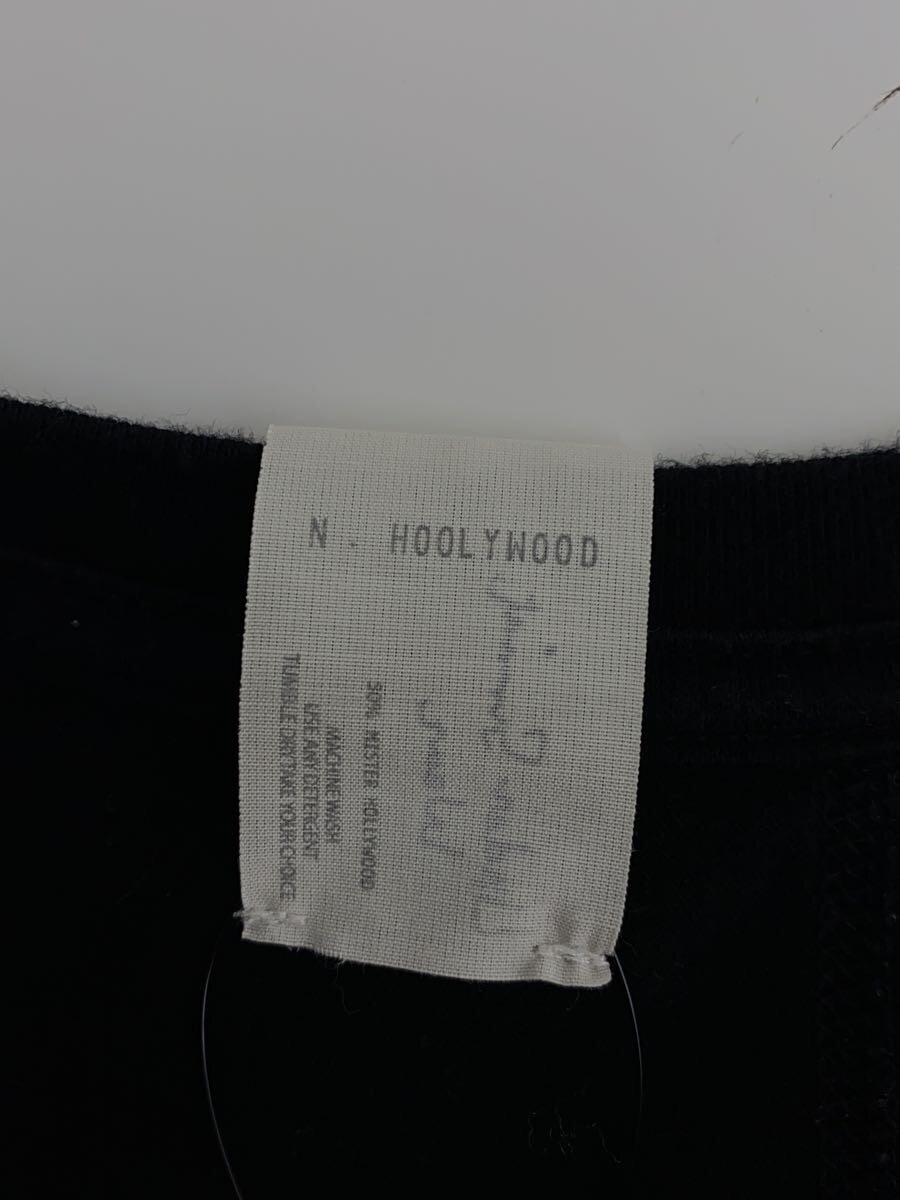 N. HOOLYWOOD
50% MISTER HOLLYWOOD
MACHINE WASH
USE ANY DETERGENT
TUMBLE DRY TAKE YOUR CHOICE